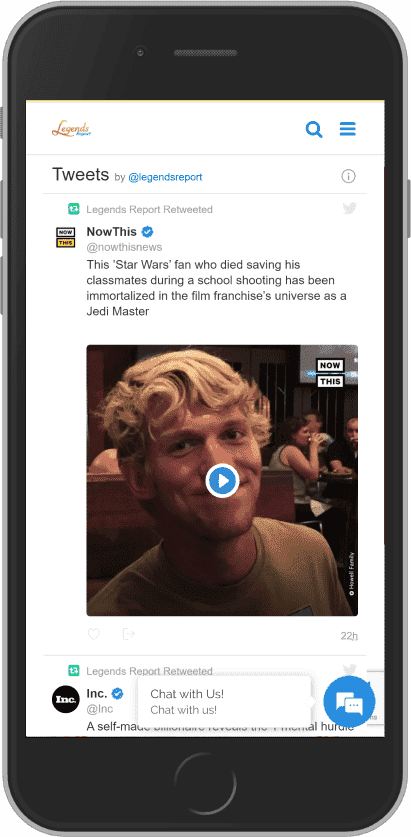 Legends
Report
Tweets by @legendsreport
Legends Report Retweeted
NOW
THIS
NowThis
@nowthisnews
This 'Star Wars' fan who died saving his
classmates during a school shooting has been
immortalized in the film franchise's universe as a
Jedi Master
NOW
THIS
© Howell Family
22h
Legends Report Retweeted
Inc.
Inc.
@Inc
Chat with Us!
Chat with us!
A self-made billionaire reveals the
mental hurdle